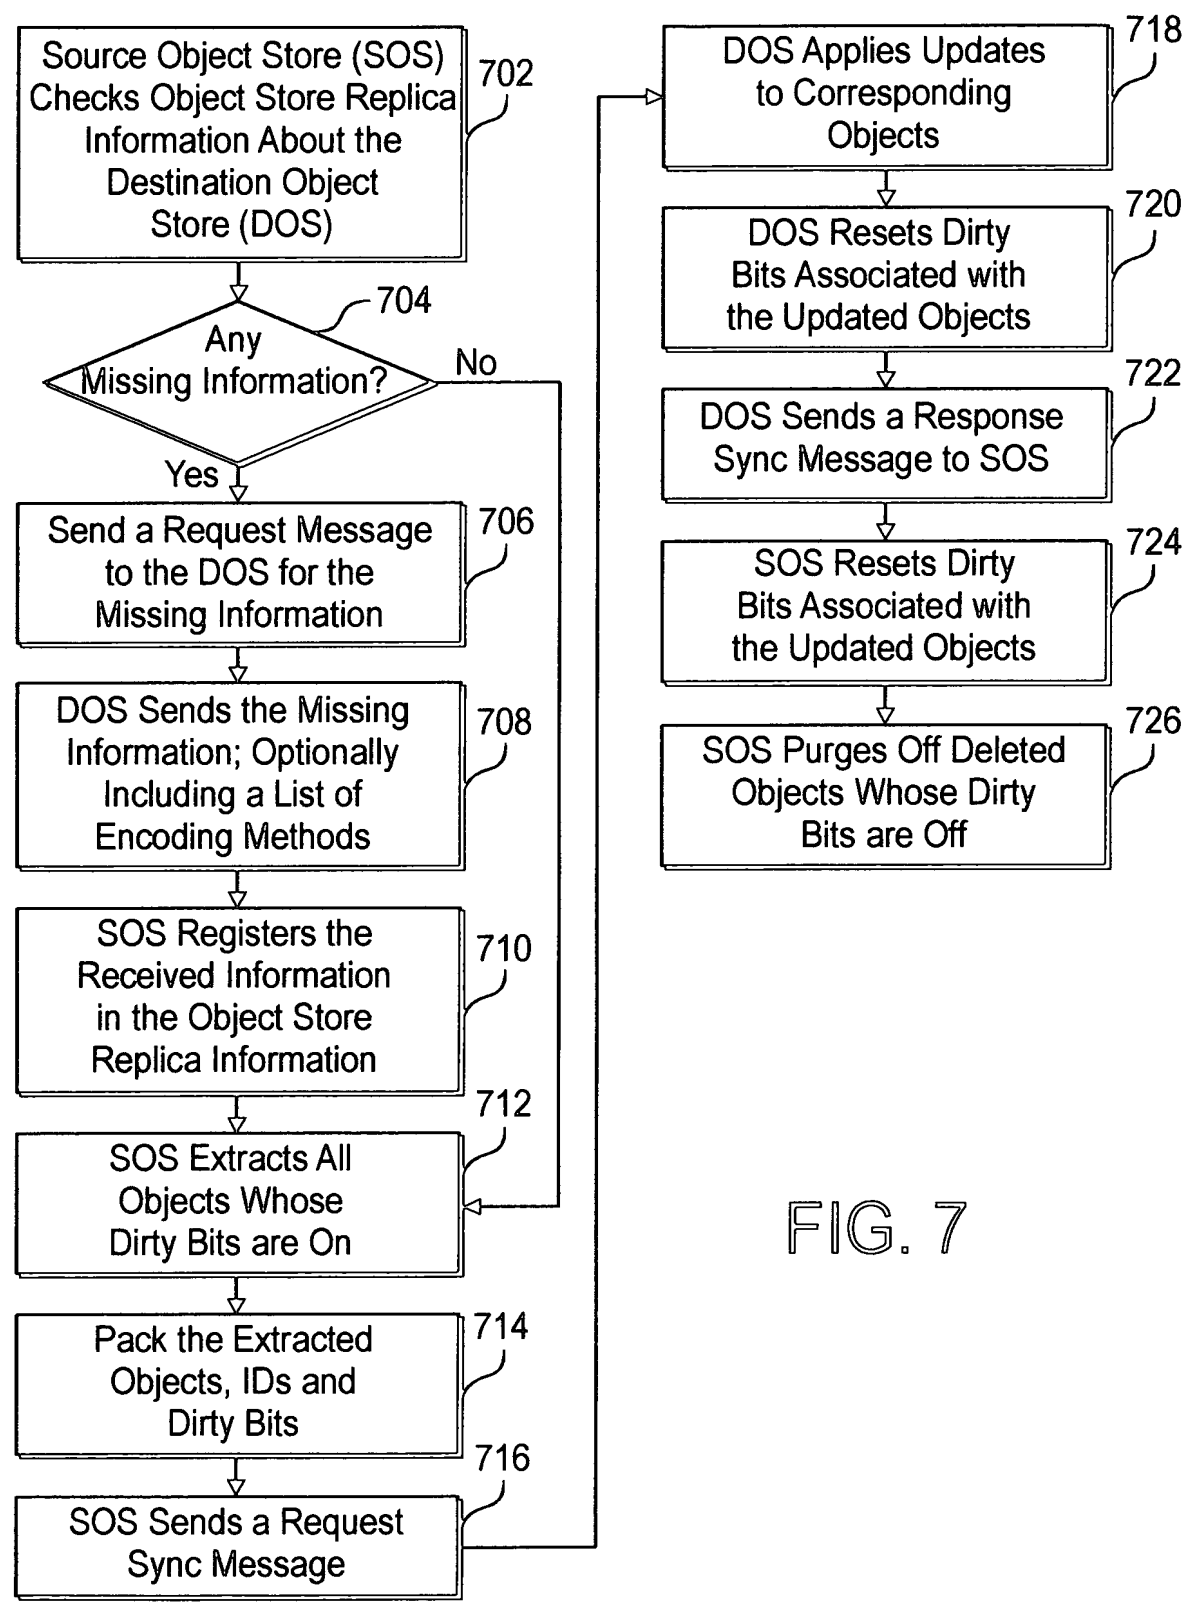 Source Object Store (SOS)
Checks Object Store Replica
Information About the
Destination Object
Store (DOS)
702
704
Any
Missing Information?
No
Yes
Send a Request Message
to the DOS for the
Missing Information
706
DOS Sends the Missing
Information; Optionally
Including a List of
Encoding Methods
708
SOS Registers the
Received Information
in the Object Store
Replica Information
710
SOS Extracts All
Objects Whose
Dirty Bits are On
712
Pack the Extracted
Objects, IDs and
Dirty Bits
714
SOS Sends a Request
Sync Message
716
DOS Applies Updates
to Corresponding
Objects
718
DOS Resets Dirty
Bits Associated with
the Updated Objects
720
DOS Sends a Response
Sync Message to SOS
722
SOS Resets Dirty
Bits Associated with
the Updated Objects
724
SOS Purges Off Deleted
Objects Whose Dirty
Bits are Off
726
FIG. 7